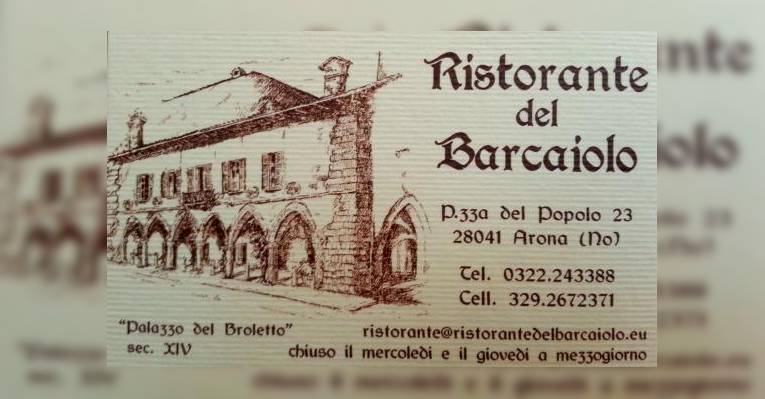 Ristorante
del
Barcaiolo
P.zza del Popolo 23
28041 Arona (No)
Tel. 0322.243388
Cell. 329.2672371
"Palazzo del Broletto"
sec. XIV
ristorante@ristorantedelbarcaiolo.eu
chiuso il mercoledì e il giovedì a mezzogiorno